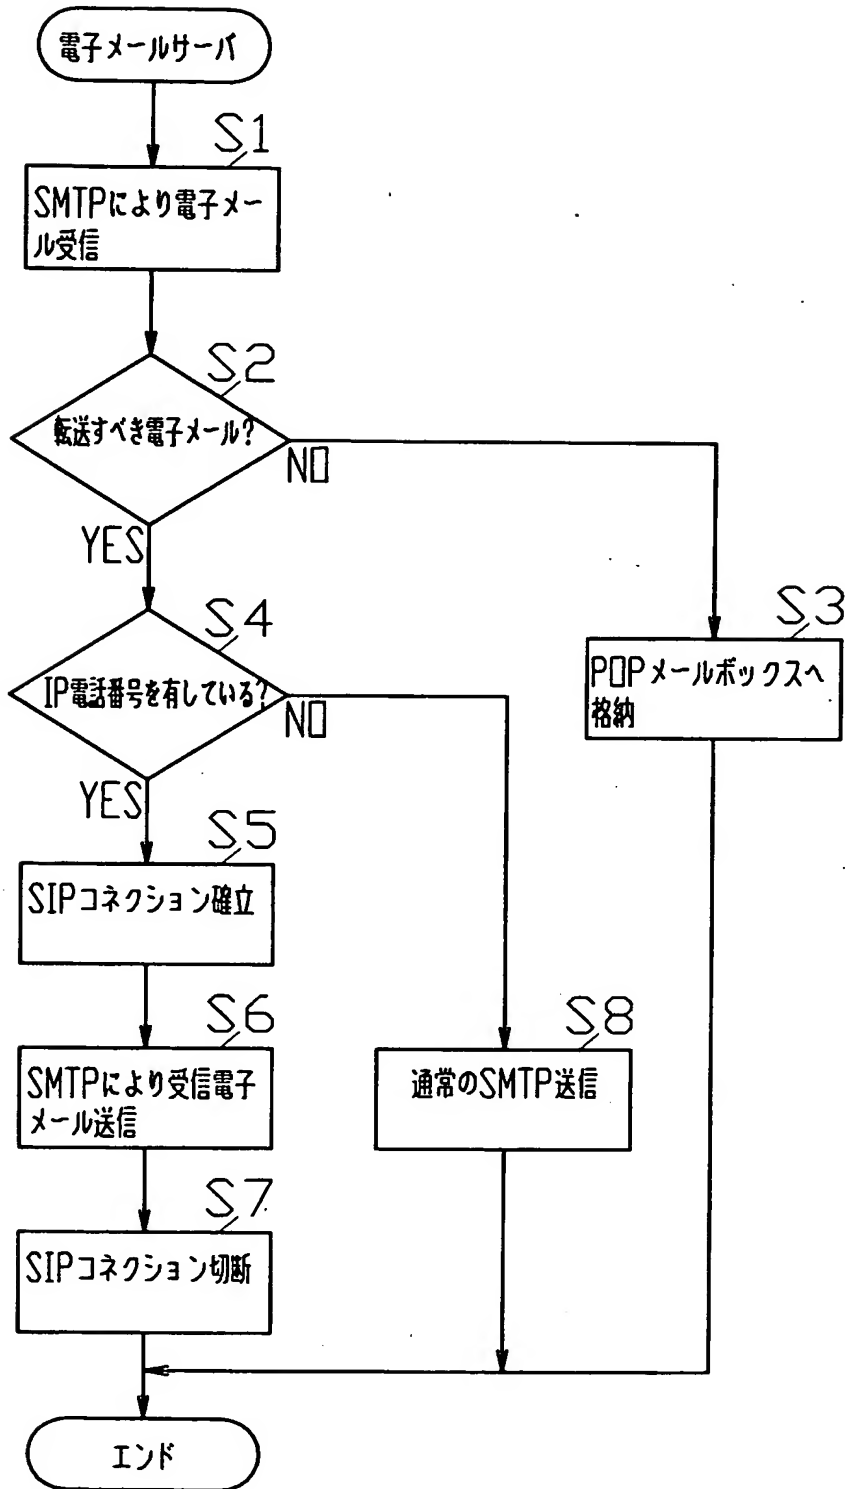 電子メールサーバ
S1
SMTPにより電子メー
ル受信
S2
転送すべき電子メール?
NO
YES
S3
POPメールボックスへ
格納
S4
IP電話番号を有している?
NO
YES
S5
SIPコネクション確立
S6
SMTPにより受信電子
メール送信
S8
通常のSMTP送信
S7
SIPコネクション切断
エンド